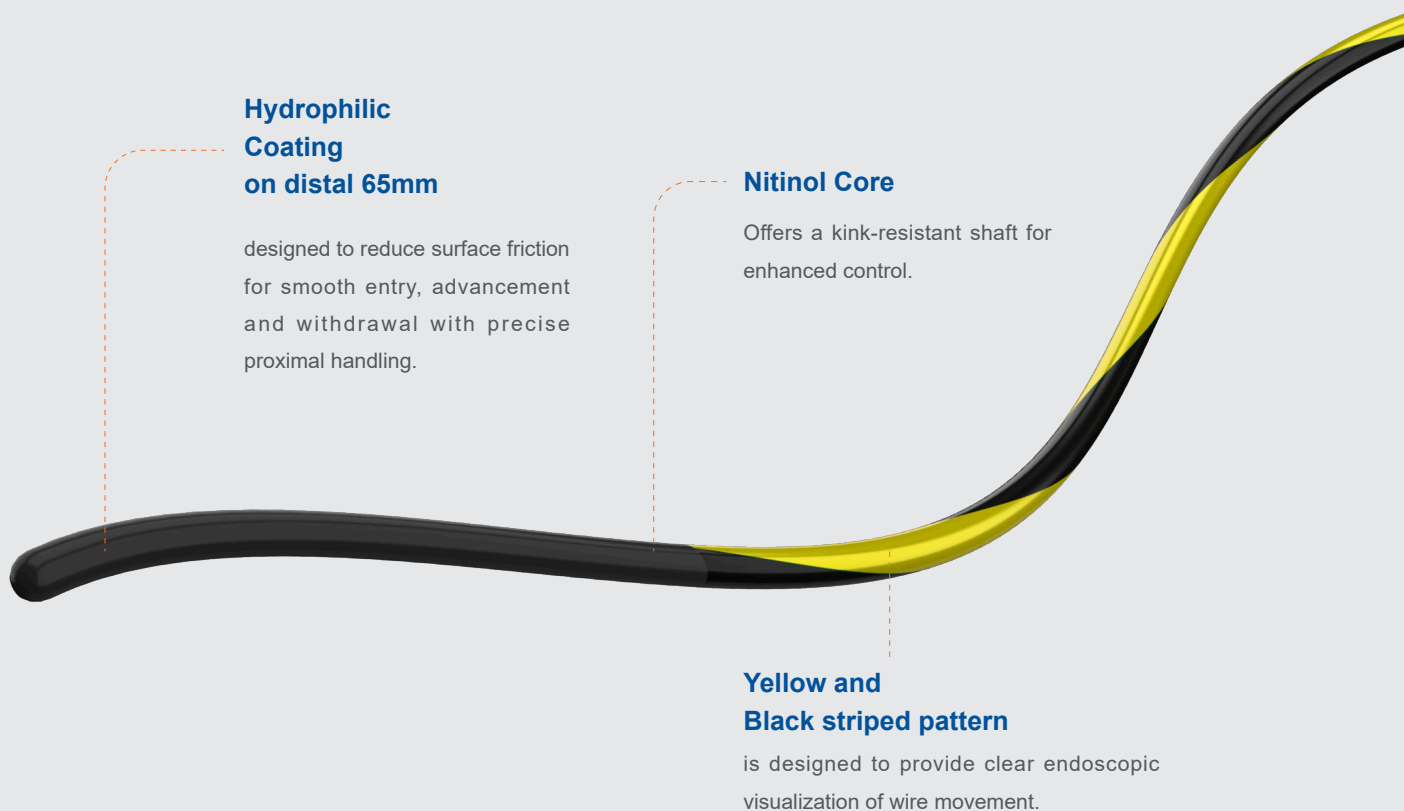 Hydrophilic
Coating
on distal 65mm
designed to reduce surface friction
for smooth entry, advancement
and withdrawal with precise
proximal handling.
Nitinol Core
Offers a kink-resistant shaft for
enhanced control.
Yellow and
Black striped pattern
is designed to provide clear endoscopic
visualization of wire movement.